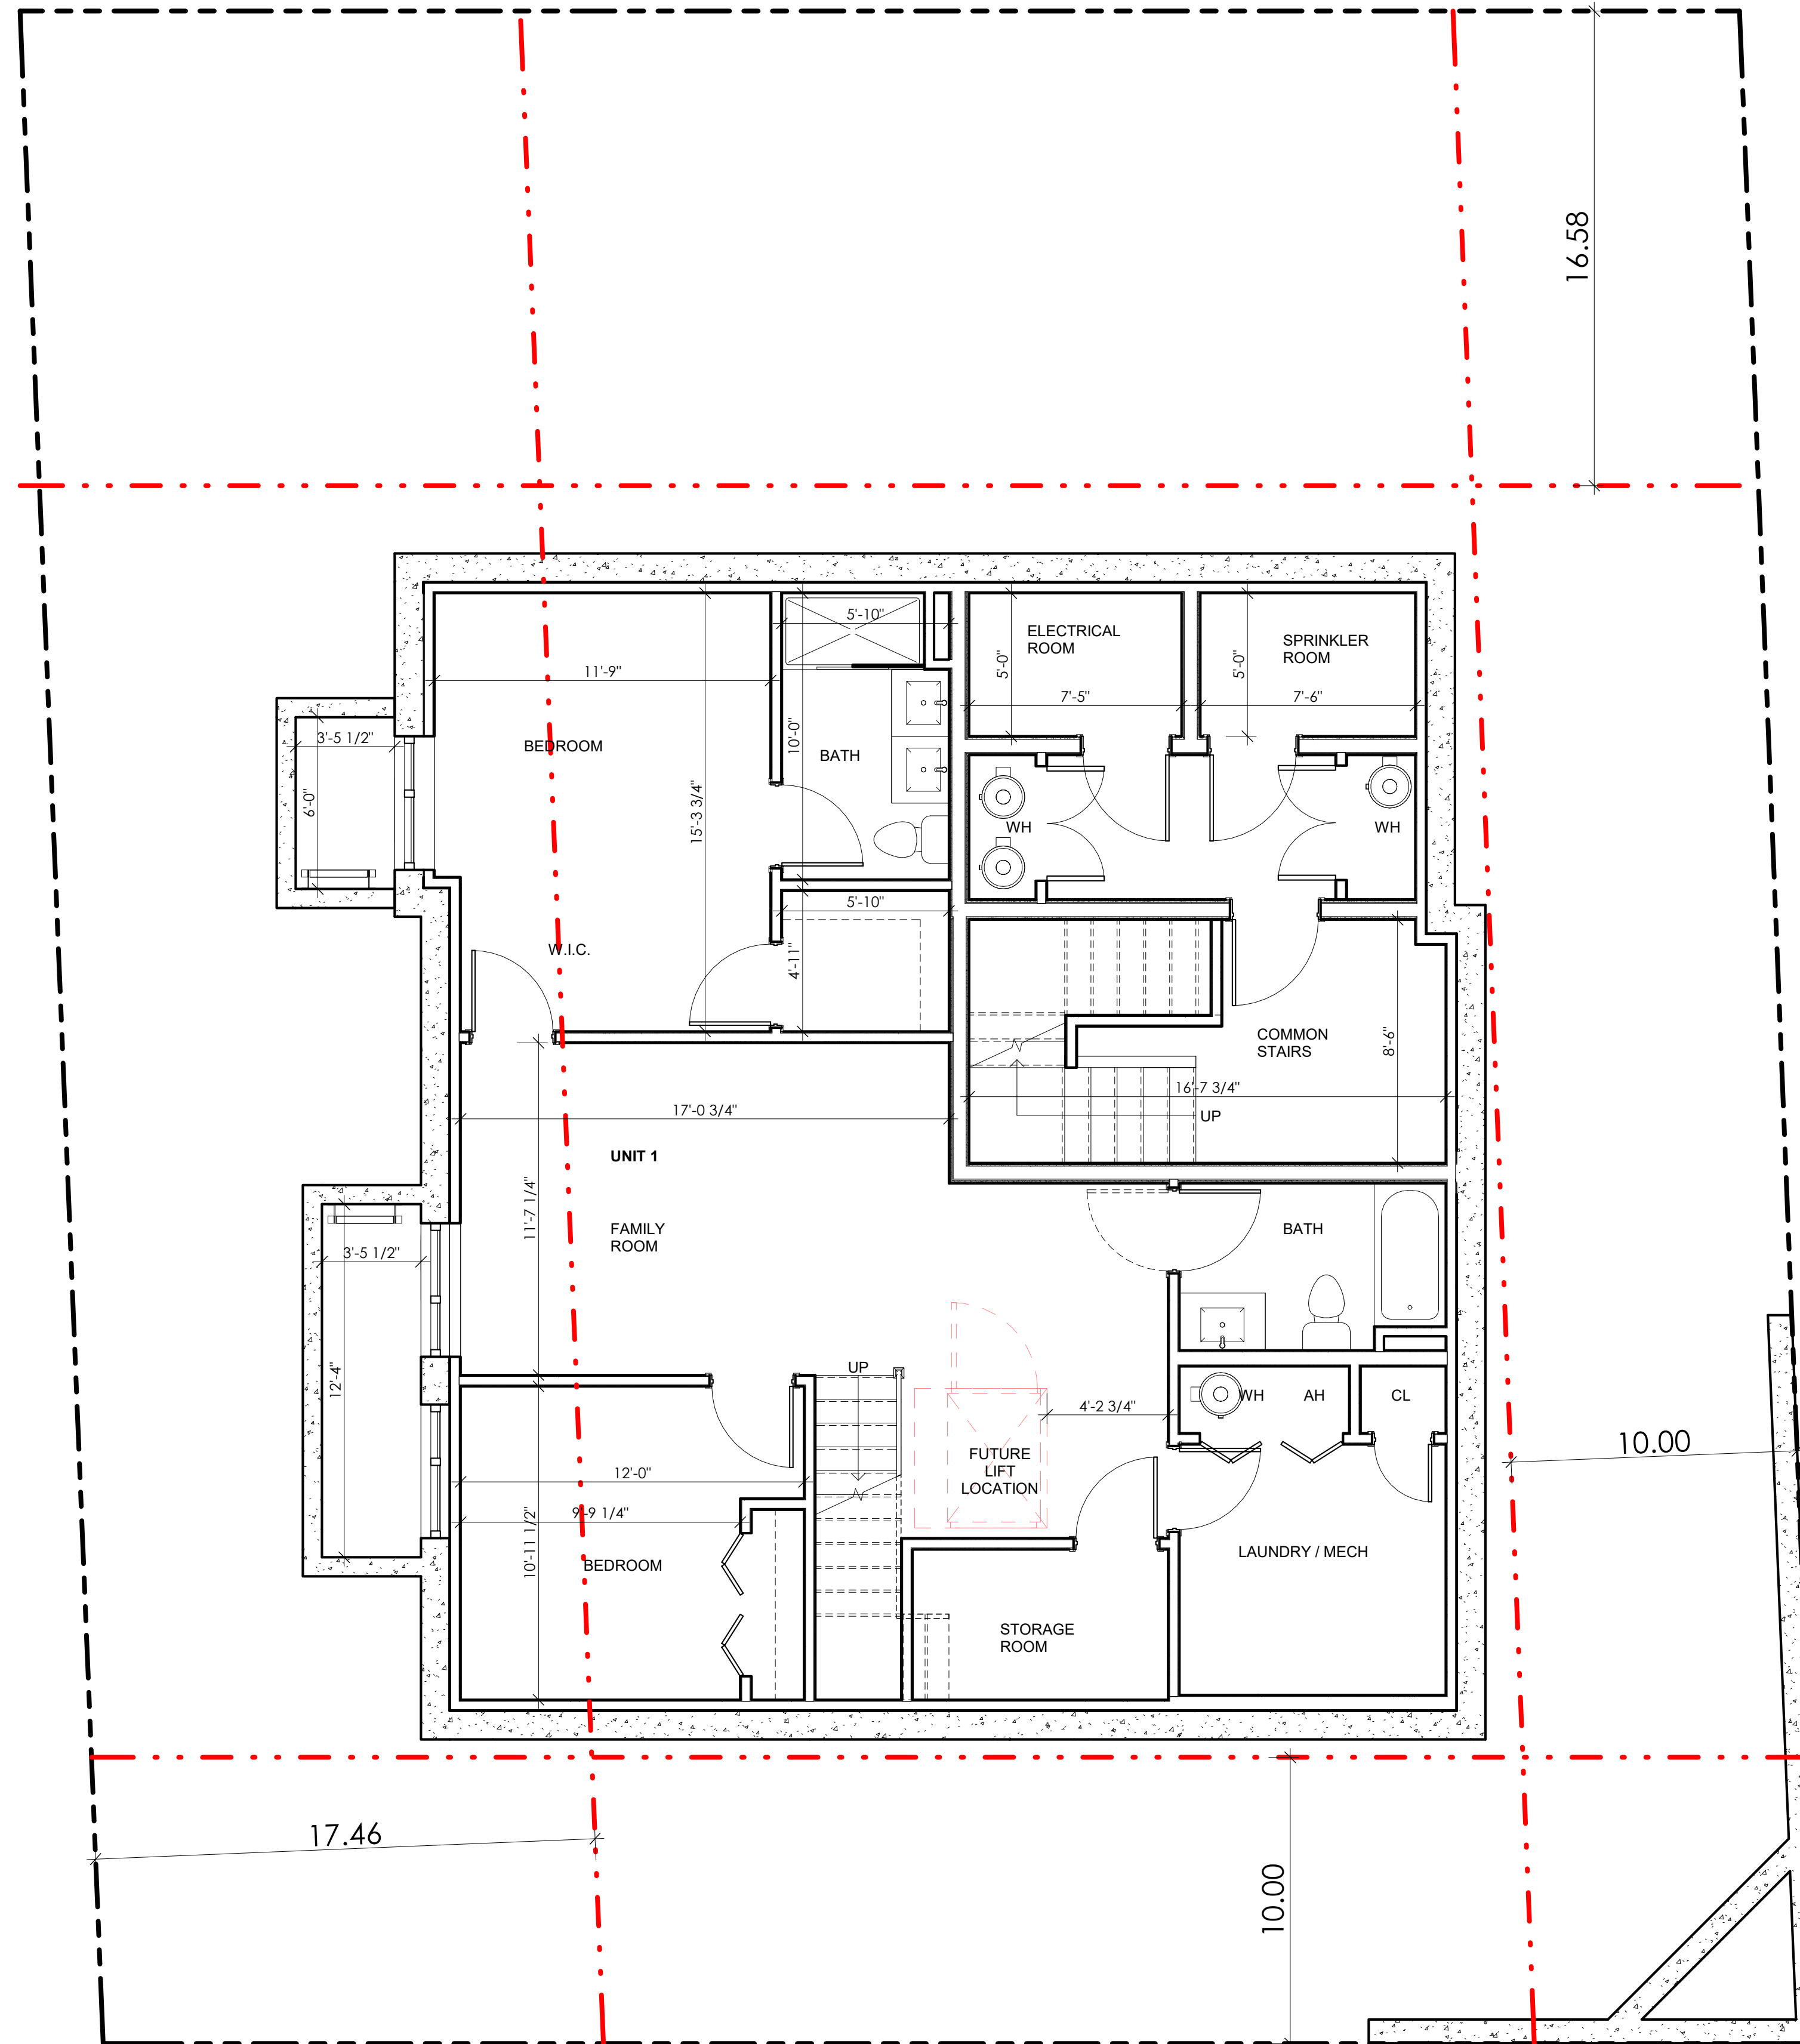 16.58
5'-10"
ELECTRICAL
ROOM
SPRINKLER
ROOM
5'-0"
5'-0"
11'-9"
7'-5"
7'-6"
3'-5 1/2"
BEDROOM
10'-0"
BATH
6'-0"
15'-3 3/4"
WH
WH
5'-10"
W.I.C.
4'-11"
COMMON
STAIRS
8'-6"
16'-7 3/4"
17'-0 3/4"
UP
UNIT 1
11'-7 1/4"
FAMILY
ROOM
BATH
3'-5 1/2"
12'-4"
UP
WH
AH
CL
4'-2 3/4"
10.00
FUTURE
LIFT
LOCATION
12'-0"
9'-9 1/4"
10'-11 1/2"
BEDROOM
LAUNDRY / MECH
STORAGE
ROOM
17.46
10.00